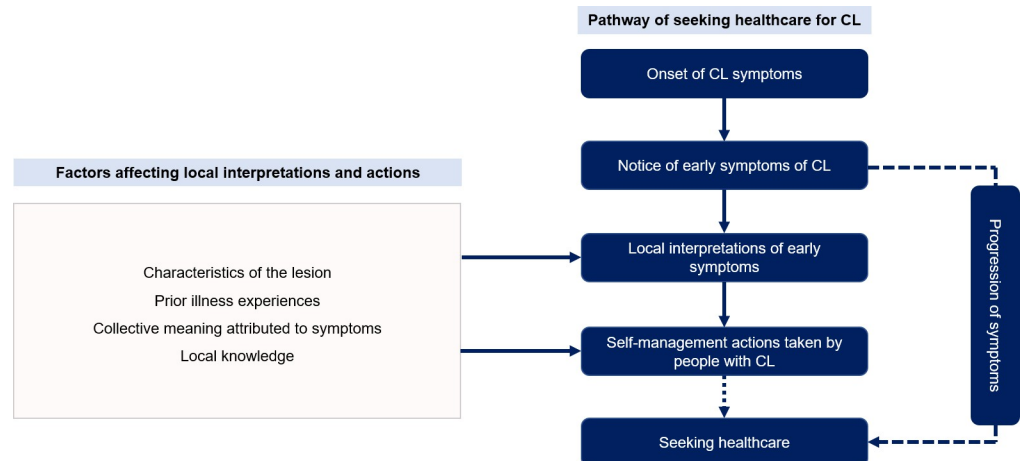 Pathway of seeking healthcare for CL
Onset of CL symptoms
Notice of early symptoms of CL
Factors affecting local interpretations and actions
Characteristics of the lesion
Prior illness experiences
Collective meaning attributed to symptoms
Local knowledge
Local interpretations of early
symptoms
Self-management actions taken by
people with CL
Seeking healthcare
Progression of symptoms